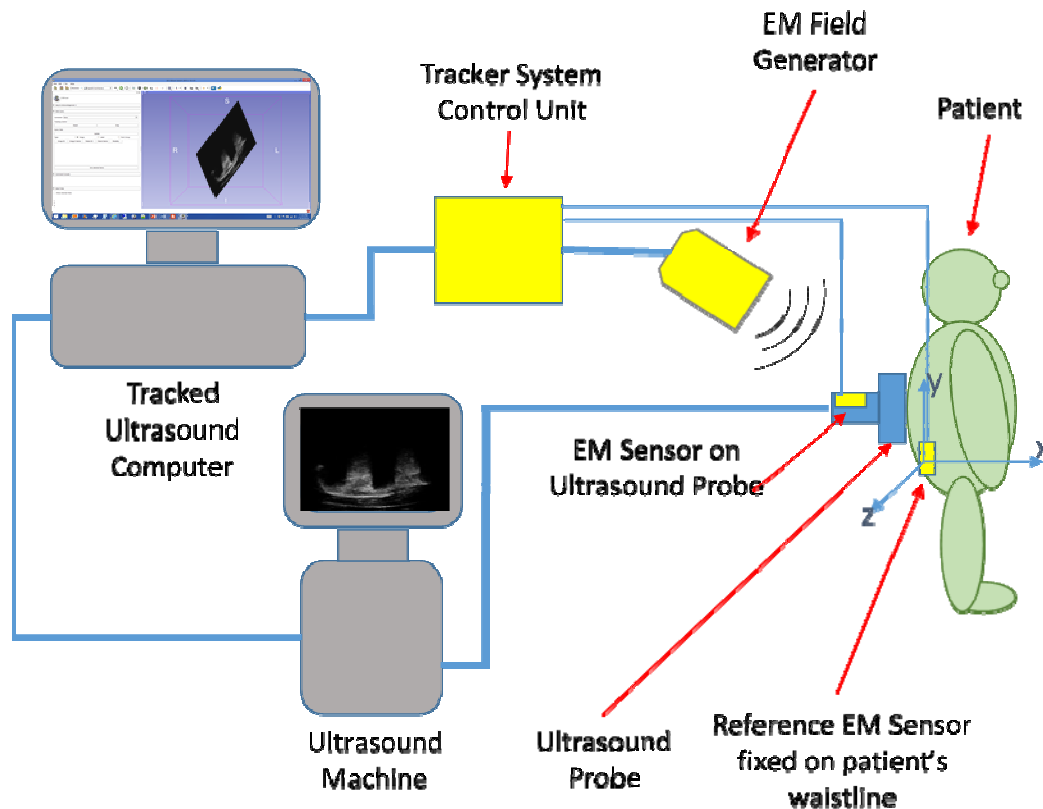 EM Field
Generator
Tracker System
Control Unit
Patient
S
R
L
I
y
x
z
Tracked
Ultrasound
Computer
EM Sensor on
Ultrasound Probe
Ultrasound
Machine
Ultrasound
Probe
Reference EM Sensor
fixed on patient's
waistline